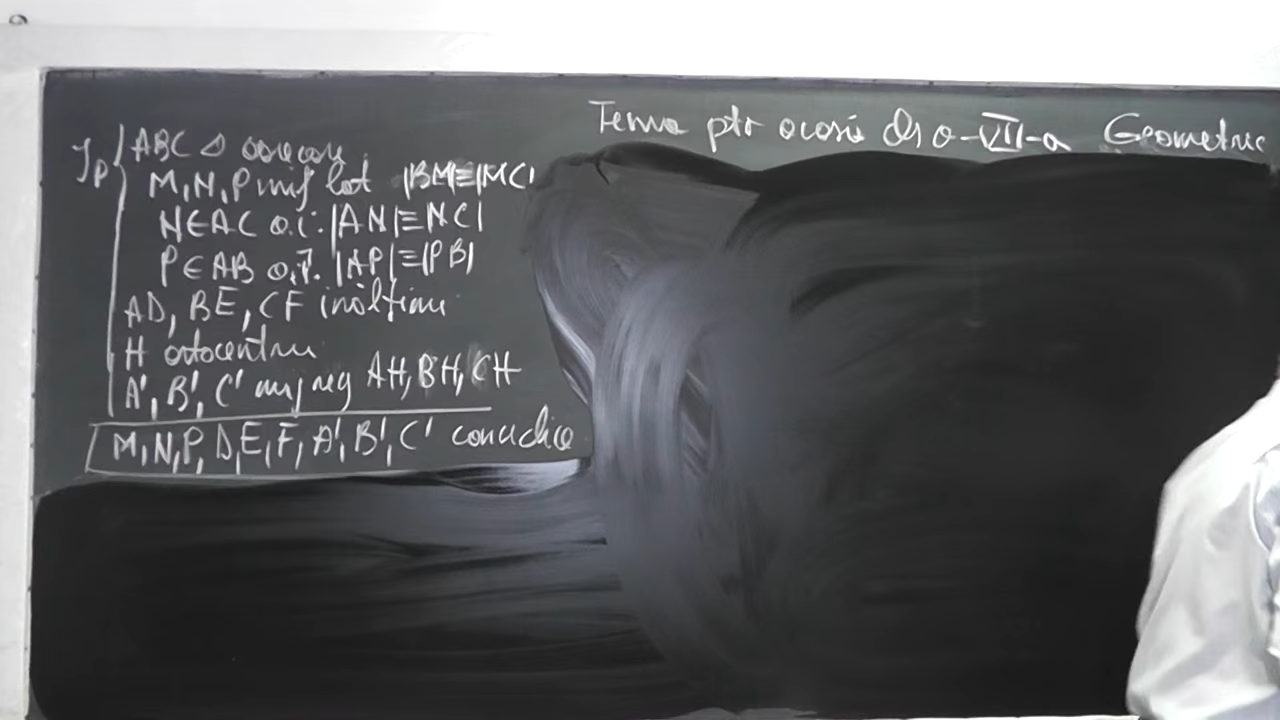 Tema ptr acasă cls a-VII-a Geometrie
Ip ABC △ oarecare
M, N, P mij lat |BM|≡|MC|
N∈AC a.î. |AN|≡|NC|
P∈AB a.î. |AP|≡|PB|
AD, BE, CF înălțimi
H ortocentru
A', B', C' mij seg AH, BH, CH
M, N, P, D, E, F, A', B', C' conciclice